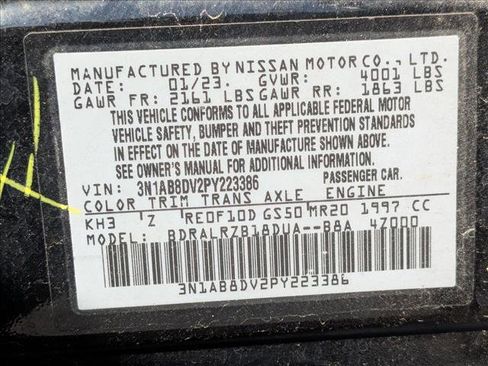 MANUFACTURED BY NISSAN MOTOR CO., LTD.
DATE: 01/23. GVWR: 4001 LBS
GAWR FR: 2161 LBS GAWR RR: 1863 LBS
THIS VEHICLE CONFORMS TO ALL APPLICABLE FEDERAL MOTOR
VEHICLE SAFETY, BUMPER AND THEFT PREVENTION STANDARDS
IN EFFECT ON THE DATE OF MANUFACTURE SHOWN ABOVE.
SEE OWNER'S MANUAL FOR ADDITIONAL INFORMATION.
VIN: 3N1AB8DV2PY223386 PASSENGER CAR.
COLOR TRIM TRANS AXLE ENGINE
KH3 Z RE0F10D GS50 MR20 1997 CC
MODEL: BDRALRZB18DUA--B8A 47000
3N1AB8DV2PY223386